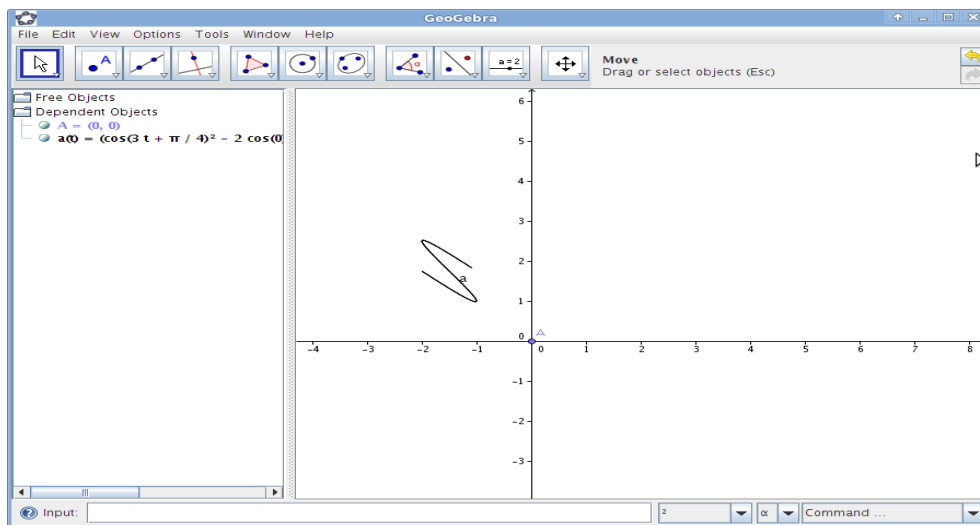 GeoGebra
File Edit View Options Tools Window Help
A
α
a = 2
Move
Drag or select objects (Esc)
Free Objects
Dependent Objects
A = (0, 0)
a(t) = (cos(3 t + π / 4)² - 2 cos(0
6
5
4
3
2
1
0
-1
-2
-3
a
A
-4 -3 -2 -1 0 1 2 3 4 5 6 7 8
Input:
²
α
Command ...